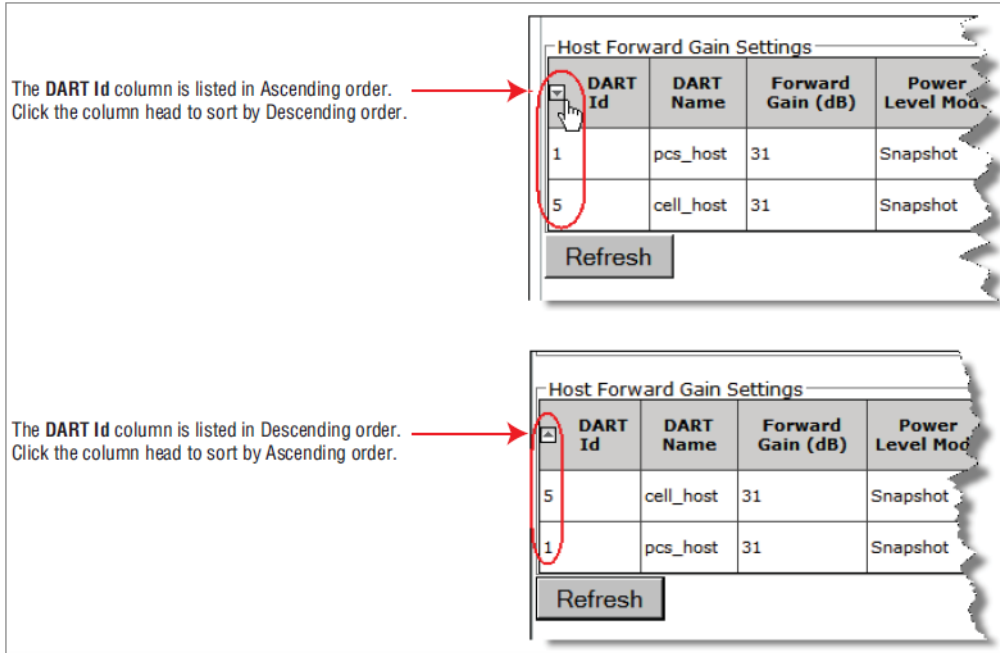 The DART Id column is listed in Ascending order.
Click the column head to sort by Descending order.
Host Forward Gain Settings
DART Id DART Name Forward Gain (dB) Power Level
1 pcs_host 31 Snapshot
5 cell_host 31 Snapshot
Refresh
The DART Id column is listed in Descending order.
Click the column head to sort by Ascending order.
Host Forward Gain Settings
DART Id DART Name Forward Gain (dB) Power Level Mod
5 cell_host 31 Snapshot
1 pcs_host 31 Snapshot
Refresh